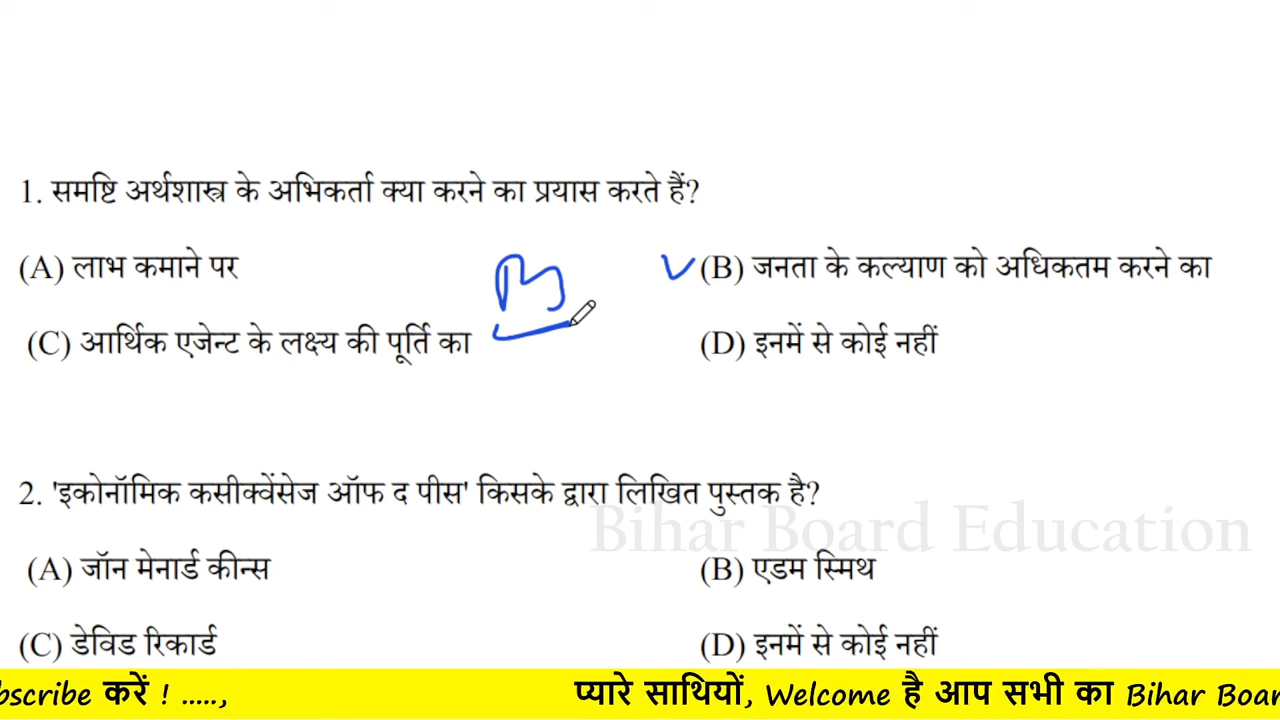 1. समष्टि अर्थशास्त्र के अभिकर्ता क्या करने का प्रयास करते हैं?
(A) लाभ कमाने पर
B
(B) जनता के कल्याण को अधिकतम करने का
(C) आर्थिक एजेन्ट के लक्ष्य की पूर्ति का
(D) इनमें से कोई नहीं
2. 'इकोनॉमिक कसीक्वेंसेज ऑफ द पीस' किसके द्वारा लिखित पुस्तक है?
Bihar Board Education
(A) जॉन मेनार्ड कीन्स
(B) एडम स्मिथ
(C) डेविड रिकार्ड
(D) इनमें से कोई नहीं
bscribe करें ! ....., प्यारे साथियों, Welcome है आप सभी का Bihar Boar